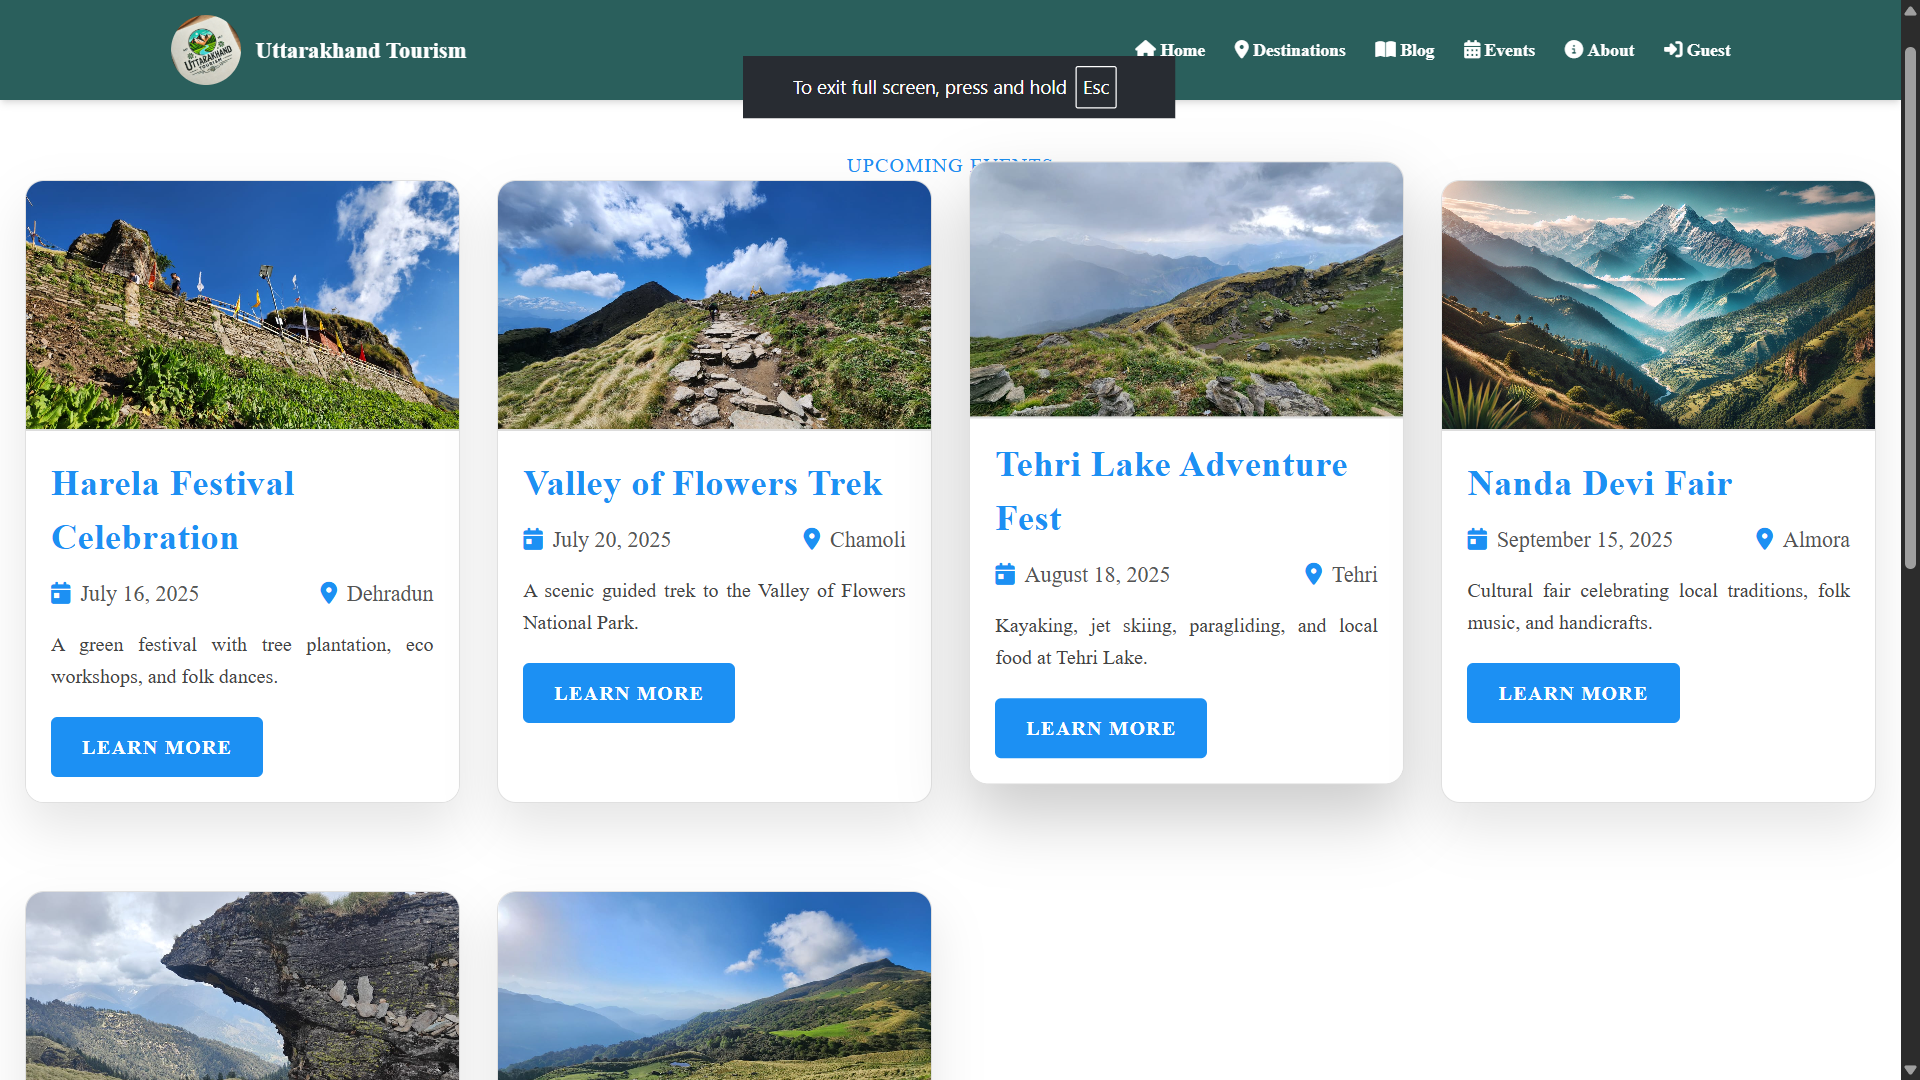 UTTARAKHAND
TOURISM
Uttarakhand Tourism
Home
Destinations
Blog
Events
About
Guest
To exit full screen, press and hold Esc
UPCOMING EVENTS
Harela Festival
Celebration
July 16, 2025
Dehradun
A green festival with tree plantation, eco
workshops, and folk dances.
LEARN MORE
Valley of Flowers Trek
July 20, 2025
Chamoli
A scenic guided trek to the Valley of Flowers
National Park.
LEARN MORE
Tehri Lake Adventure
Fest
August 18, 2025
Tehri
Kayaking, jet skiing, paragliding, and local
food at Tehri Lake.
LEARN MORE
Nanda Devi Fair
September 15, 2025
Almora
Cultural fair celebrating local traditions, folk
music, and handicrafts.
LEARN MORE